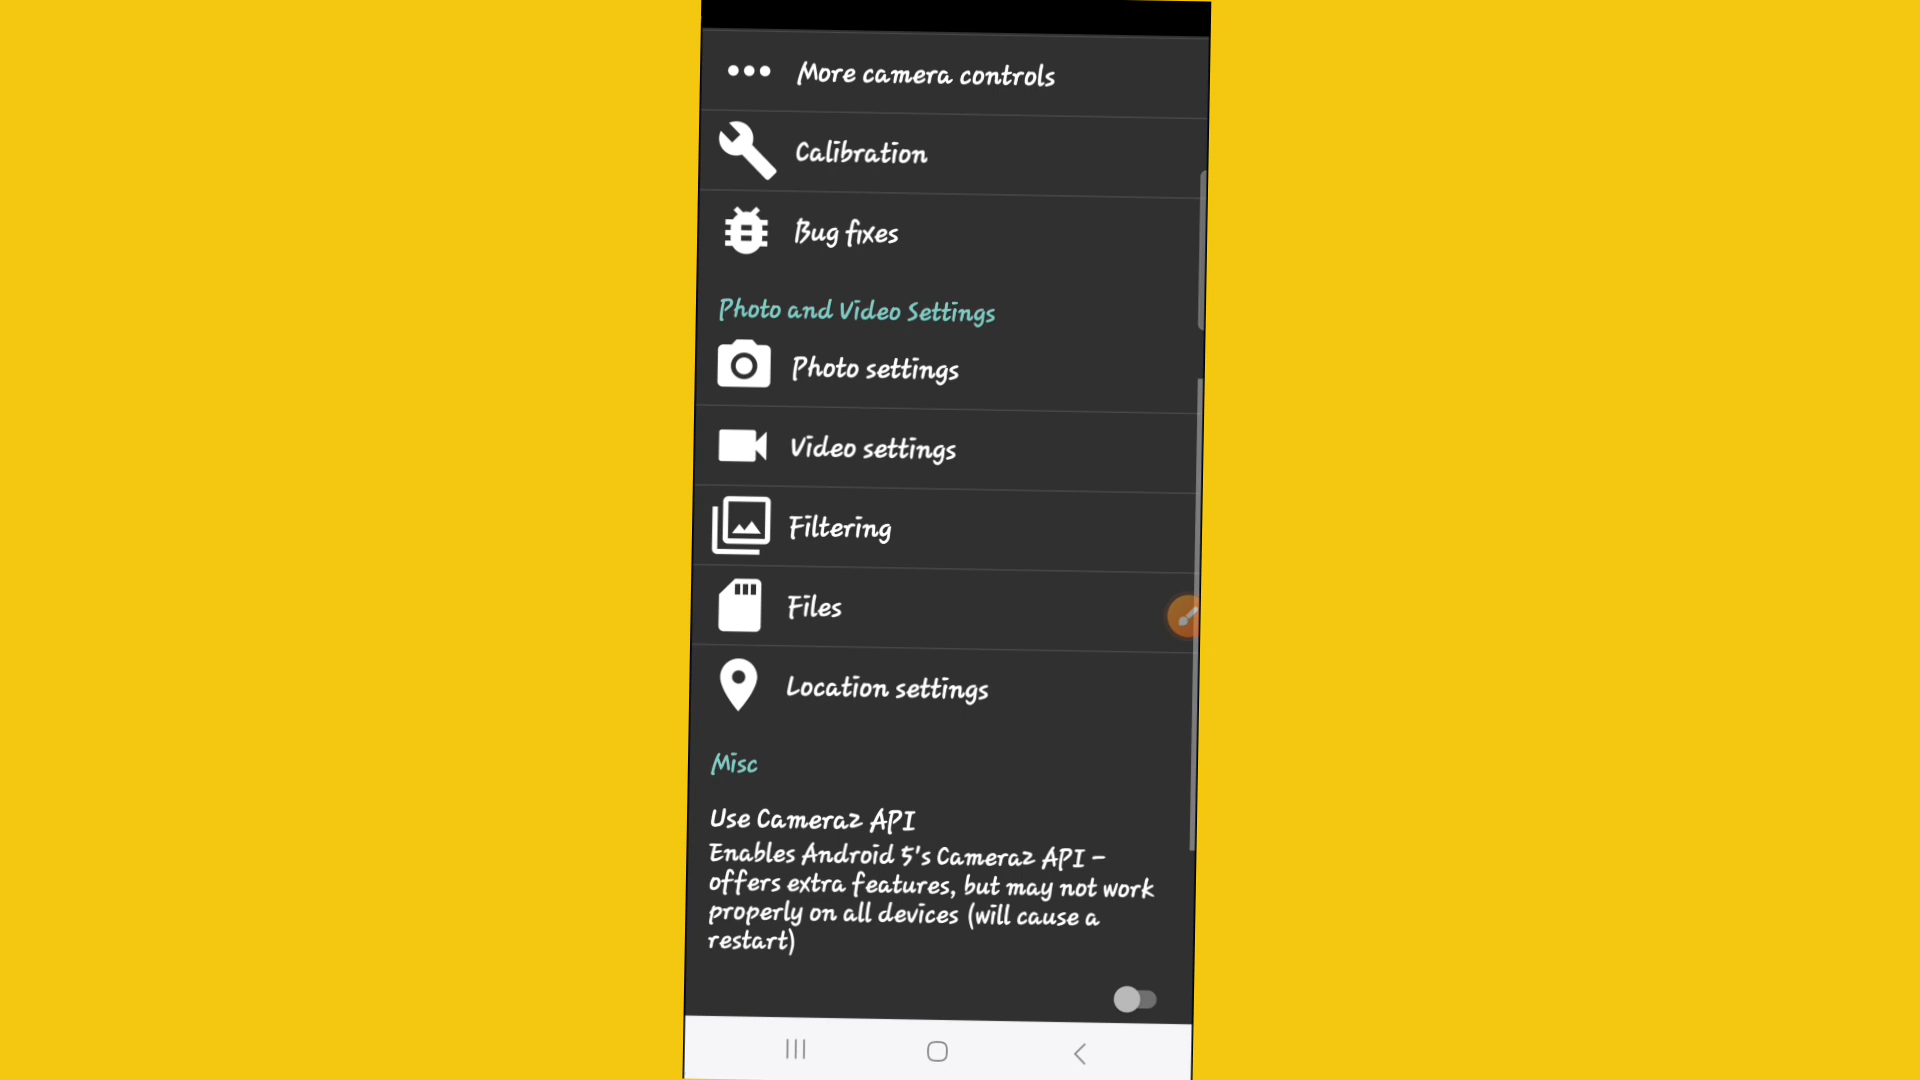 More camera controls
Calibration
Bug fixes
Photo and Video Settings
Photo settings
Video settings
Filtering
Files
Location settings
Misc
Use Camera2 API
Enables Android 5's Camera2 API –
offers extra features, but may not work
properly on all devices (will cause a
restart)